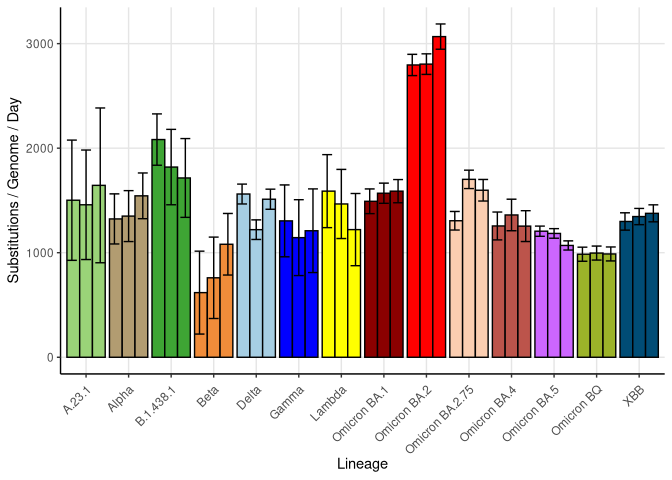 Substitutions / Genome / Day
3000
2000
1000
0
A.23.1
Alpha
B.1.438.1
Beta
Delta
Gamma
Lambda
Omicron BA.1
Omicron BA.2
Omicron BA.2.75
Omicron BA.4
Omicron BA.5
Omicron BQ
XBB
Lineage